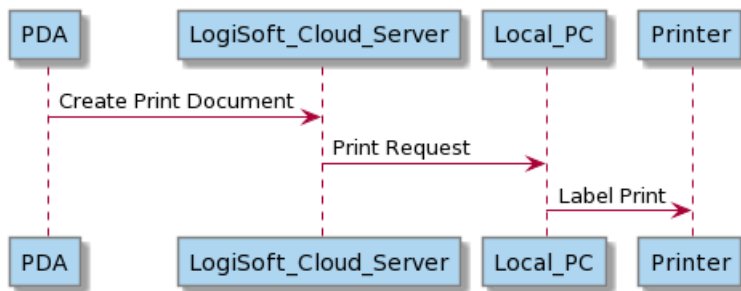 PDA LogiSoft_Cloud_Server Local_PC Printer
Create Print Document
Print Request
Label Print
PDA LogiSoft_Cloud_Server Local_PC Printer